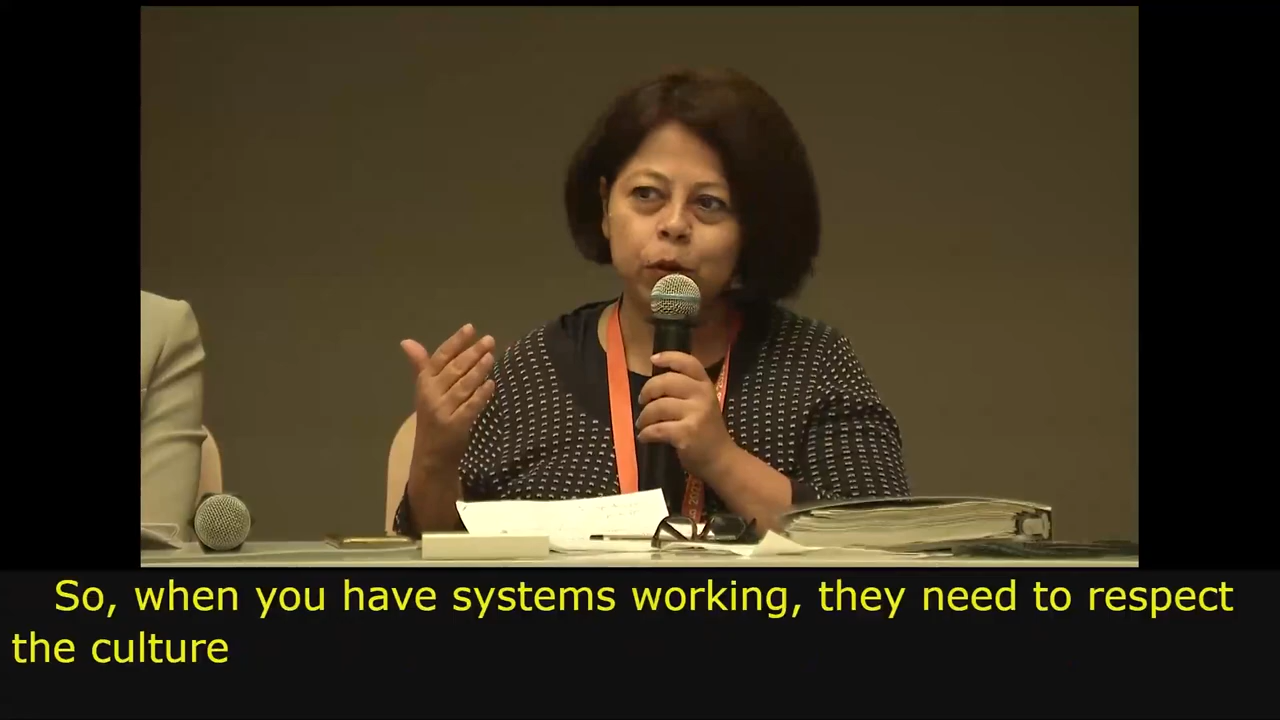 So, when you have systems working, they need to respect
the culture